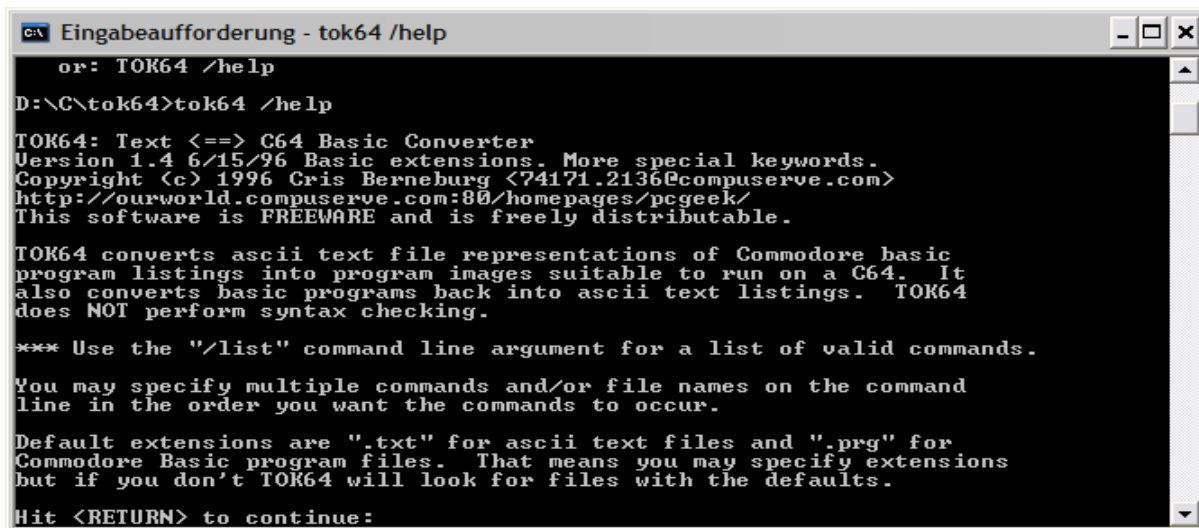 Eingabeaufforderung - tok64 /help
or: TOK64 /help
D:\C\tok64>tok64 /help
TOK64: Text <==> C64 Basic Converter
Version 1.4 6/15/96 Basic extensions. More special keywords.
Copyright (c) 1996 Cris Berneburg <74171.2136@compuserve.com>
http://ourworld.compuserve.com:80/homepages/pcgeek/
This software is FREEWARE and is freely distributable.
TOK64 converts ascii text file representations of Commodore basic
program listings into program images suitable to run on a C64.  It
also converts basic programs back into ascii text listings.  TOK64
does NOT perform syntax checking.
*** Use the "/list" command line argument for a list of valid commands.
You may specify multiple commands and/or file names on the command
line in the order you want the commands to occur.
Default extensions are ".txt" for ascii text files and ".prg" for
Commodore Basic program files.  That means you may specify extensions
but if you don't TOK64 will look for files with the defaults.
Hit <RETURN> to continue: